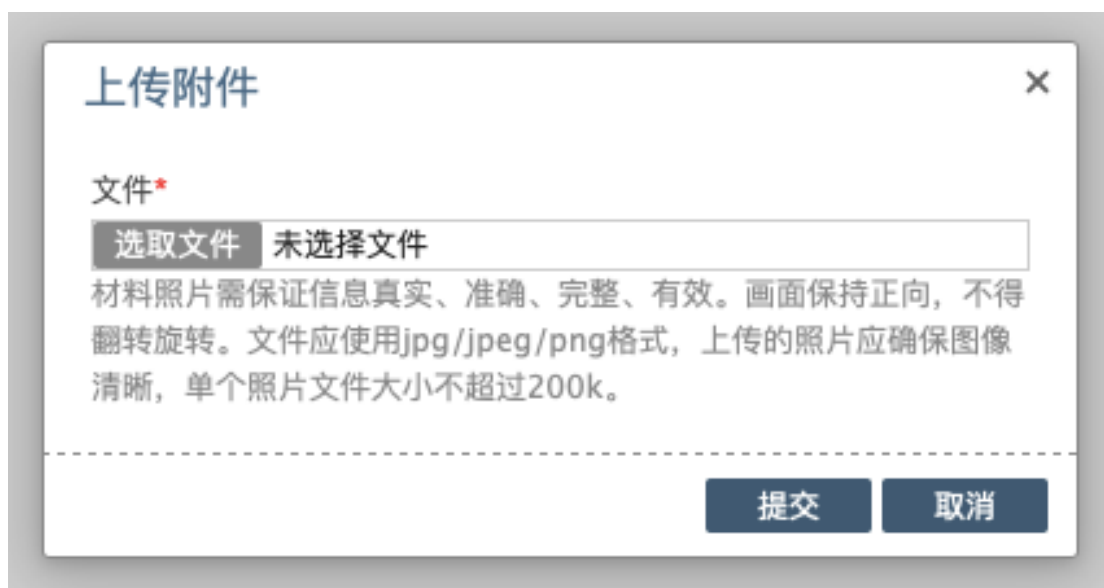 上传附件
×
文件*
选取文件 未选择文件
材料照片需保证信息真实、准确、完整、有效。画面保持正向，不得
翻转旋转。文件应使用jpg/jpeg/png格式，上传的照片应确保图像
清晰，单个照片文件大小不超过200k。
提交 取消